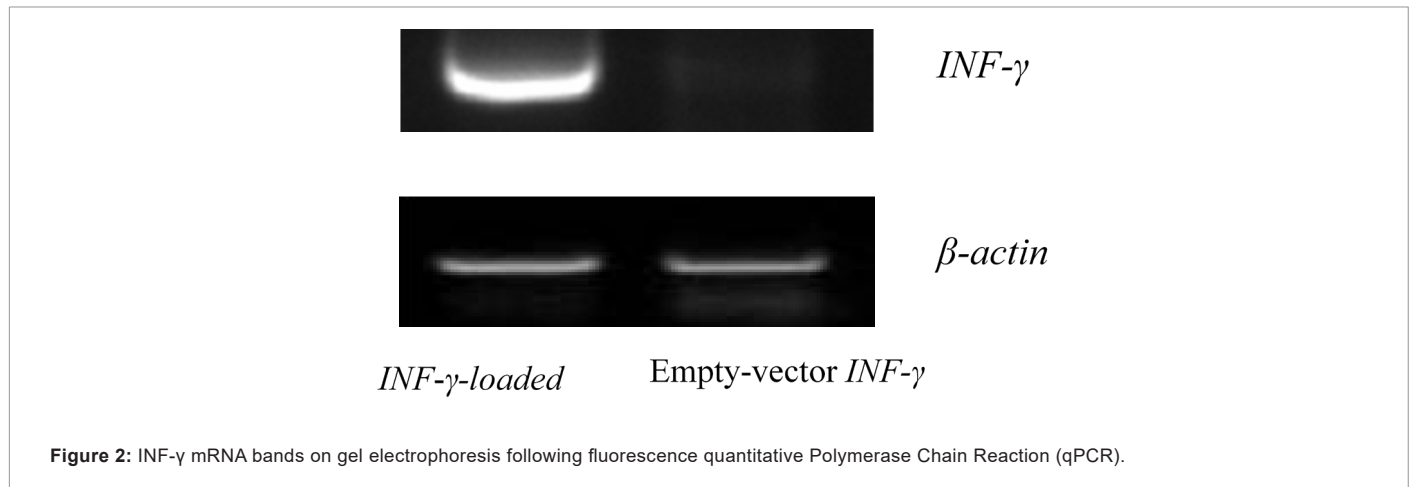 INF-γ
β-actin
INF-γ-loaded
Empty-vector INF-γ
Figure 2: INF-γ mRNA bands on gel electrophoresis following fluorescence quantitative Polymerase Chain Reaction (qPCR).